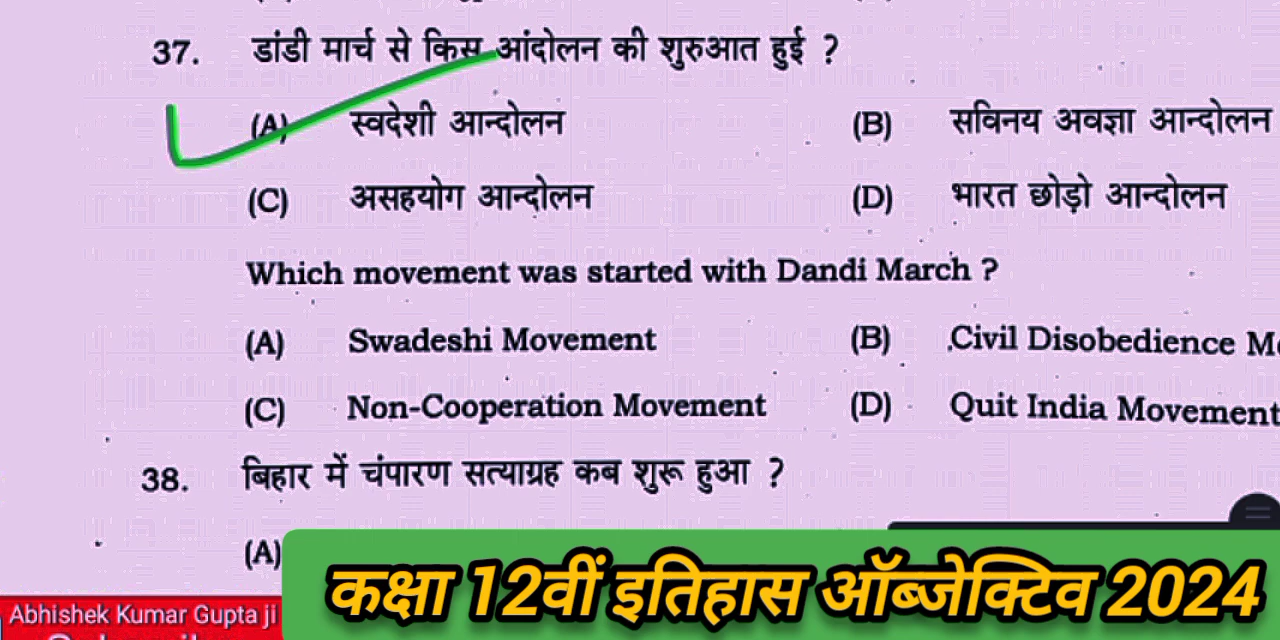 37. डांडी मार्च से किस आंदोलन की शुरुआत हुई ?
(A) स्वदेशी आन्दोलन (B) सविनय अवज्ञा आन्दोलन
(C) असहयोग आन्दोलन (D) भारत छोड़ो आन्दोलन
Which movement was started with Dandi March ?
(A) Swadeshi Movement (B) Civil Disobedience
(C) Non-Cooperation Movement (D) Quit India Movement
38. बिहार में चंपारण सत्याग्रह कब शुरू हुआ ?
(A)
कक्षा 12वीं इतिहास ऑब्जेक्टिव 2024
Abhishek Kumar Gupta ji